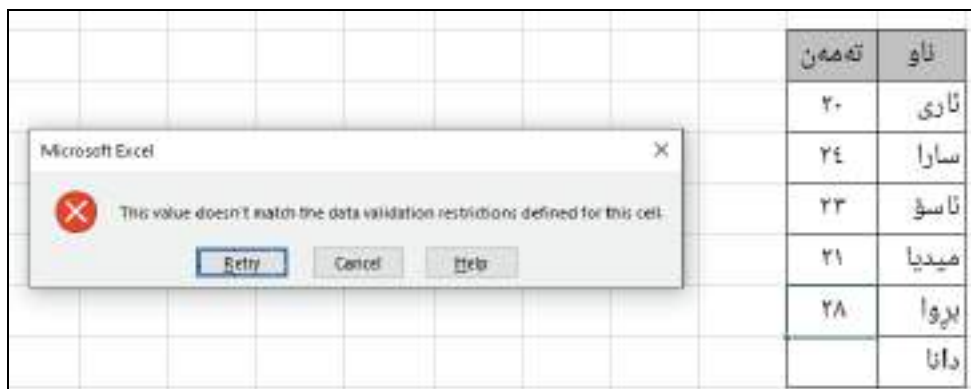 ناو تەمەن
ئاری ٢٠
سارا ٢٤
ئاسۆ ٢٣
میدیا ٢١
بڕوا ٢٨
دانا
Microsoft Excel
This value doesn't match the data validation restrictions defined for this cell.
Retry Cancel Help